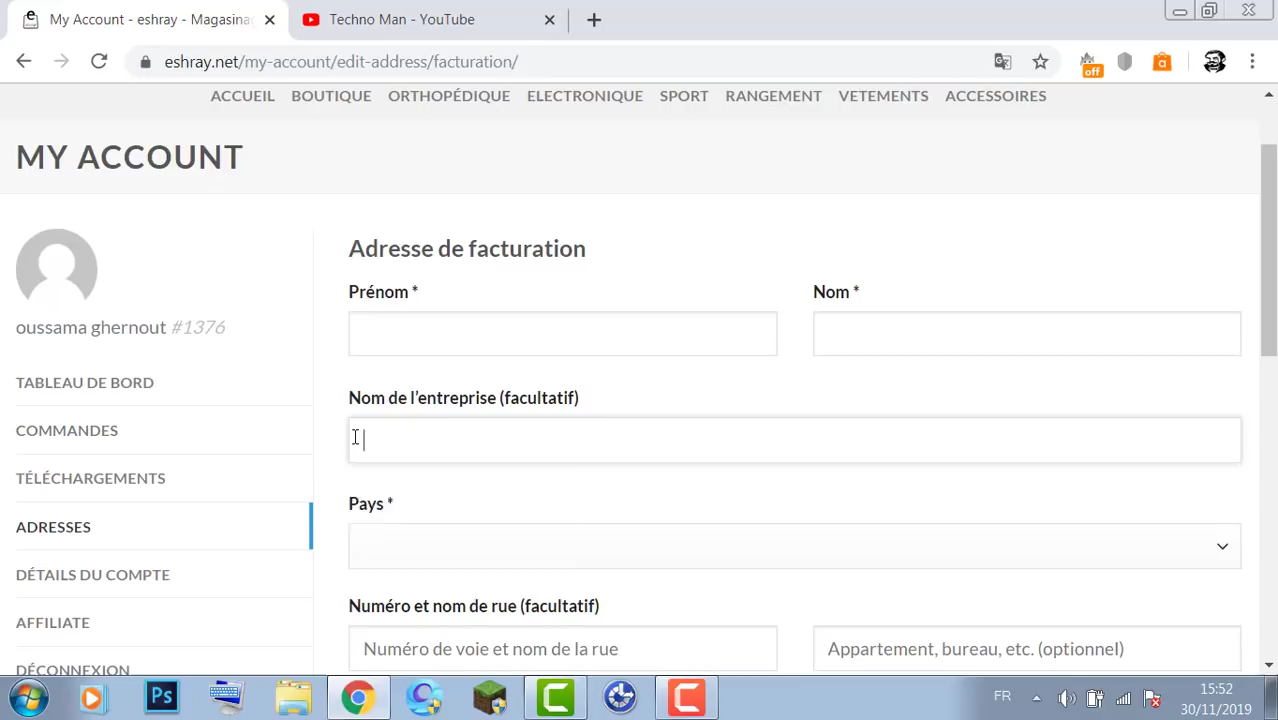 My Account - eshray - Magasinag
Techno Man - YouTube
eshray.net/my-account/edit-address/facturation/
off
ACCUEIL BOUTIQUE ORTHOPÉDIQUE ELECTRONIQUE SPORT RANGEMENT VETEMENTS ACCESSOIRES
MY ACCOUNT
oussama ghernout #1376
TABLEAU DE BORD
COMMANDES
TÉLÉCHARGEMENTS
ADRESSES
DÉTAILS DU COMPTE
AFFILIATE
DÉCONNEXION
Adresse de facturation
Prénom *
Nom *
Nom de l’entreprise (facultatif)
Pays *
Numéro et nom de rue (facultatif)
Numéro de voie et nom de la rue
Appartement, bureau, etc. (optionnel)
Ps
FR
15:52
30/11/2019